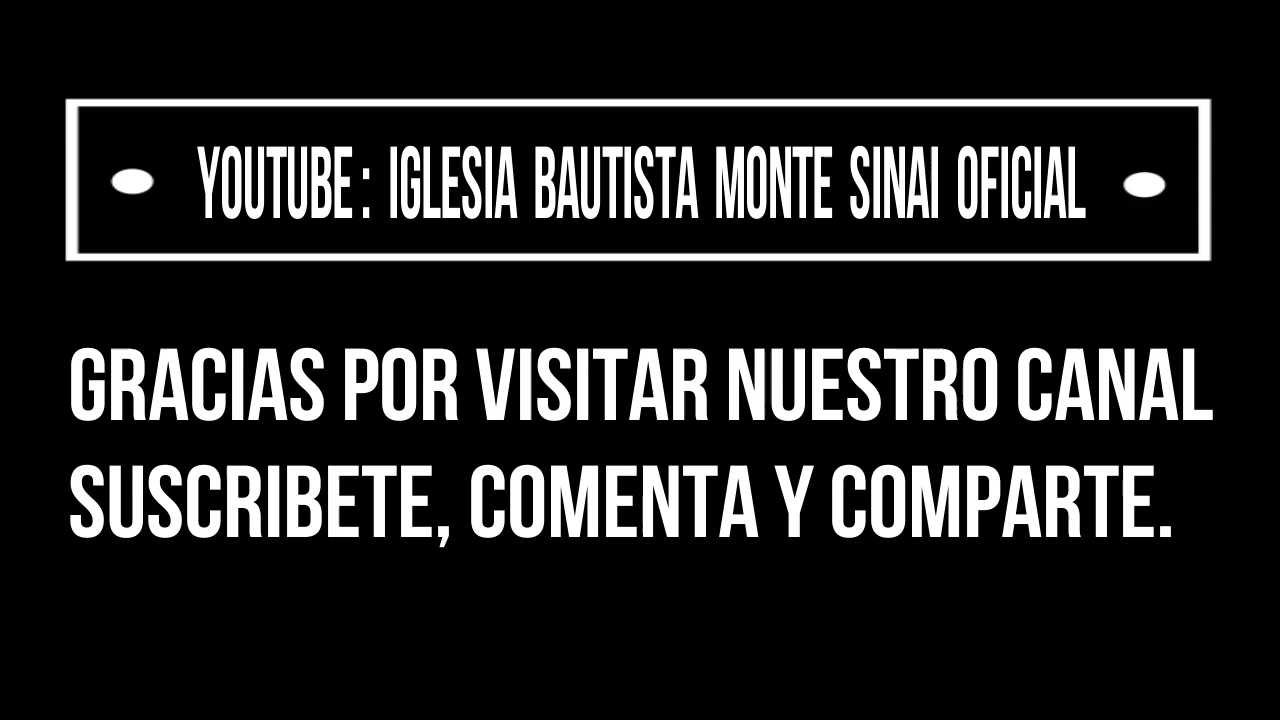 YOUTUBE: IGLESIA BAUTISTA MONTE SINAI OFICIAL
GRACIAS POR VISITAR NUESTRO CANAL
SUSCRIBETE, COMENTA Y COMPARTE.